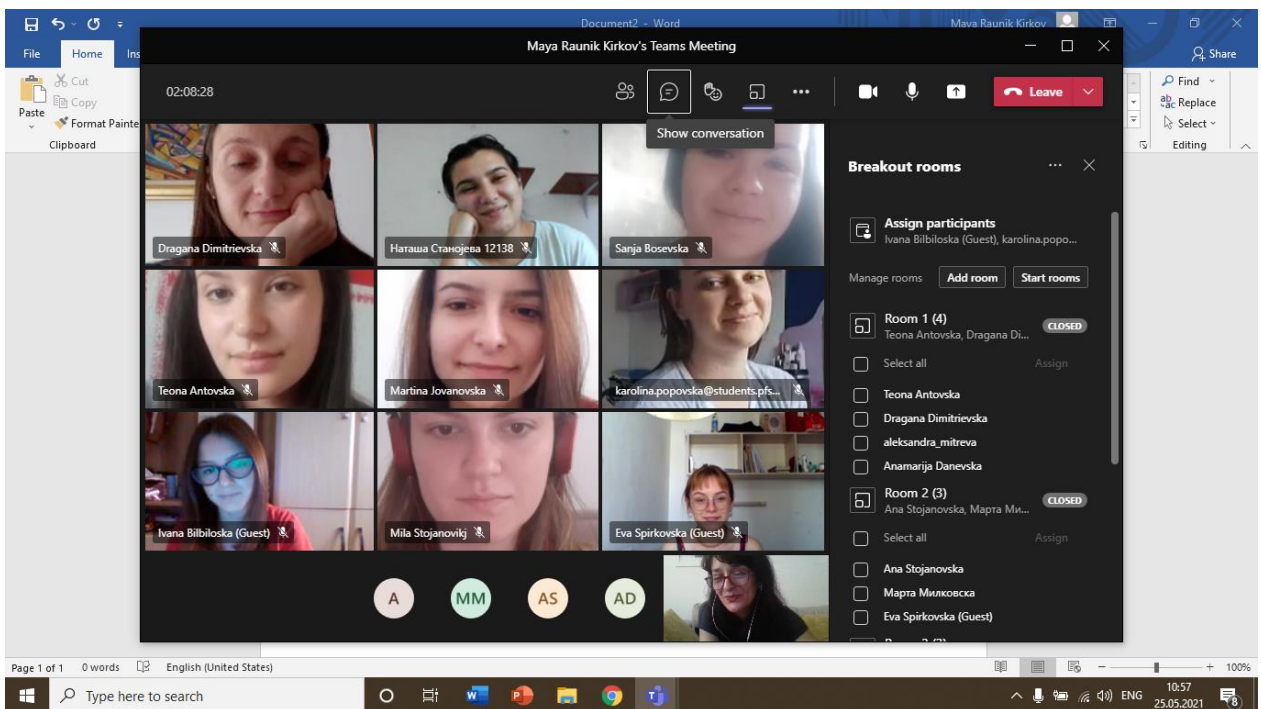 Document2 - Word
Maya Raunik Kirkov
File
Home
Ins
Share
Cut
Copy
Paste
Format Painte
Clipboard
Find
Replace
Select
Editing
Maya Raunik Kirkov's Teams Meeting
02:08:28
Leave
Show conversation
Dragana Dimitrievska
Наташа Станојева 12138
Sanja Bosevska
Teona Antovska
Martina Jovanovska
karolina.popovska@students.pfs...
Ivana Bilbiloska (Guest)
Mila Stojanovikj
Eva Spirkovska (Guest)
A
MM
AS
AD
Breakout rooms
Assign participants
Ivana Bilbiloska (Guest), karolina.popo...
Manage rooms
Add room
Start rooms
Room 1 (4)
CLOSED
Teona Antovska, Dragana Di...
Select all
Assign
Teona Antovska
Dragana Dimitrievska
aleksandra_mitreva
Anamarija Danevska
Room 2 (3)
CLOSED
Ana Stojanovska, Марта Ми...
Select all
Assign
Ana Stojanovska
Марта Милковска
Eva Spirkovska (Guest)
Page 1 of 1
0 words
English (United States)
100%
Type here to search
ENG
10:57
25.05.2021
8